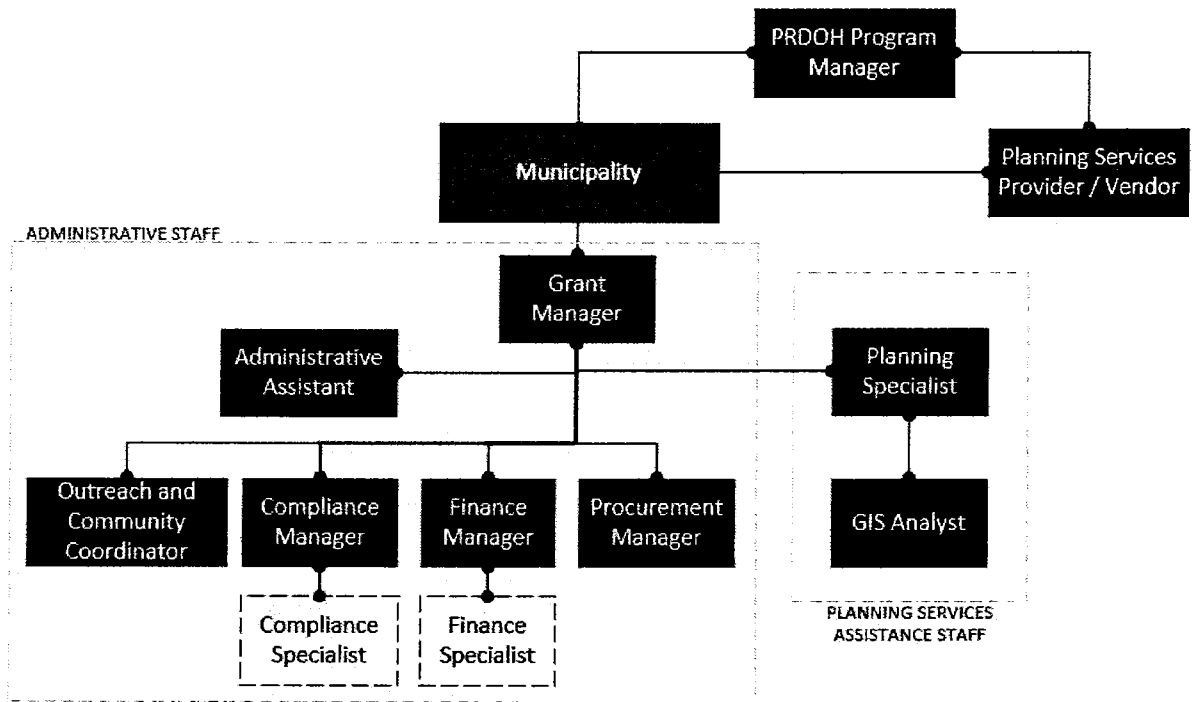 PRDOH Program
Manager
Municipality
Planning Services
Provider / Vendor
ADMINISTRATIVE STAFF
Grant
Manager
Administrative
Assistant
Planning
Specialist
Outreach and
Community
Coordinator
Compliance
Manager
Finance
Manager
Procurement
Manager
GIS Analyst
Compliance
Specialist
Finance
Specialist
PLANNING SERVICES
ASSISTANCE STAFF